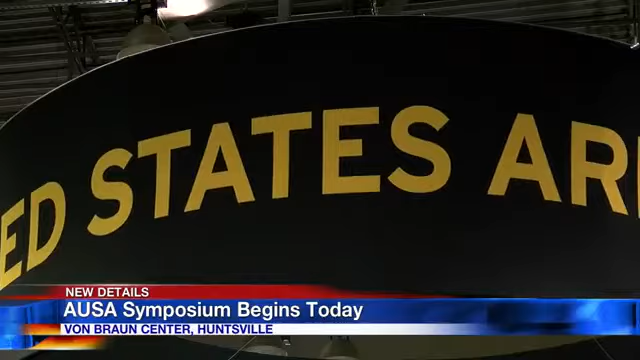 ED STATES AR
NEW DETAILS
AUSA Symposium Begins Today
VON BRAUN CENTER, HUNTSVILLE